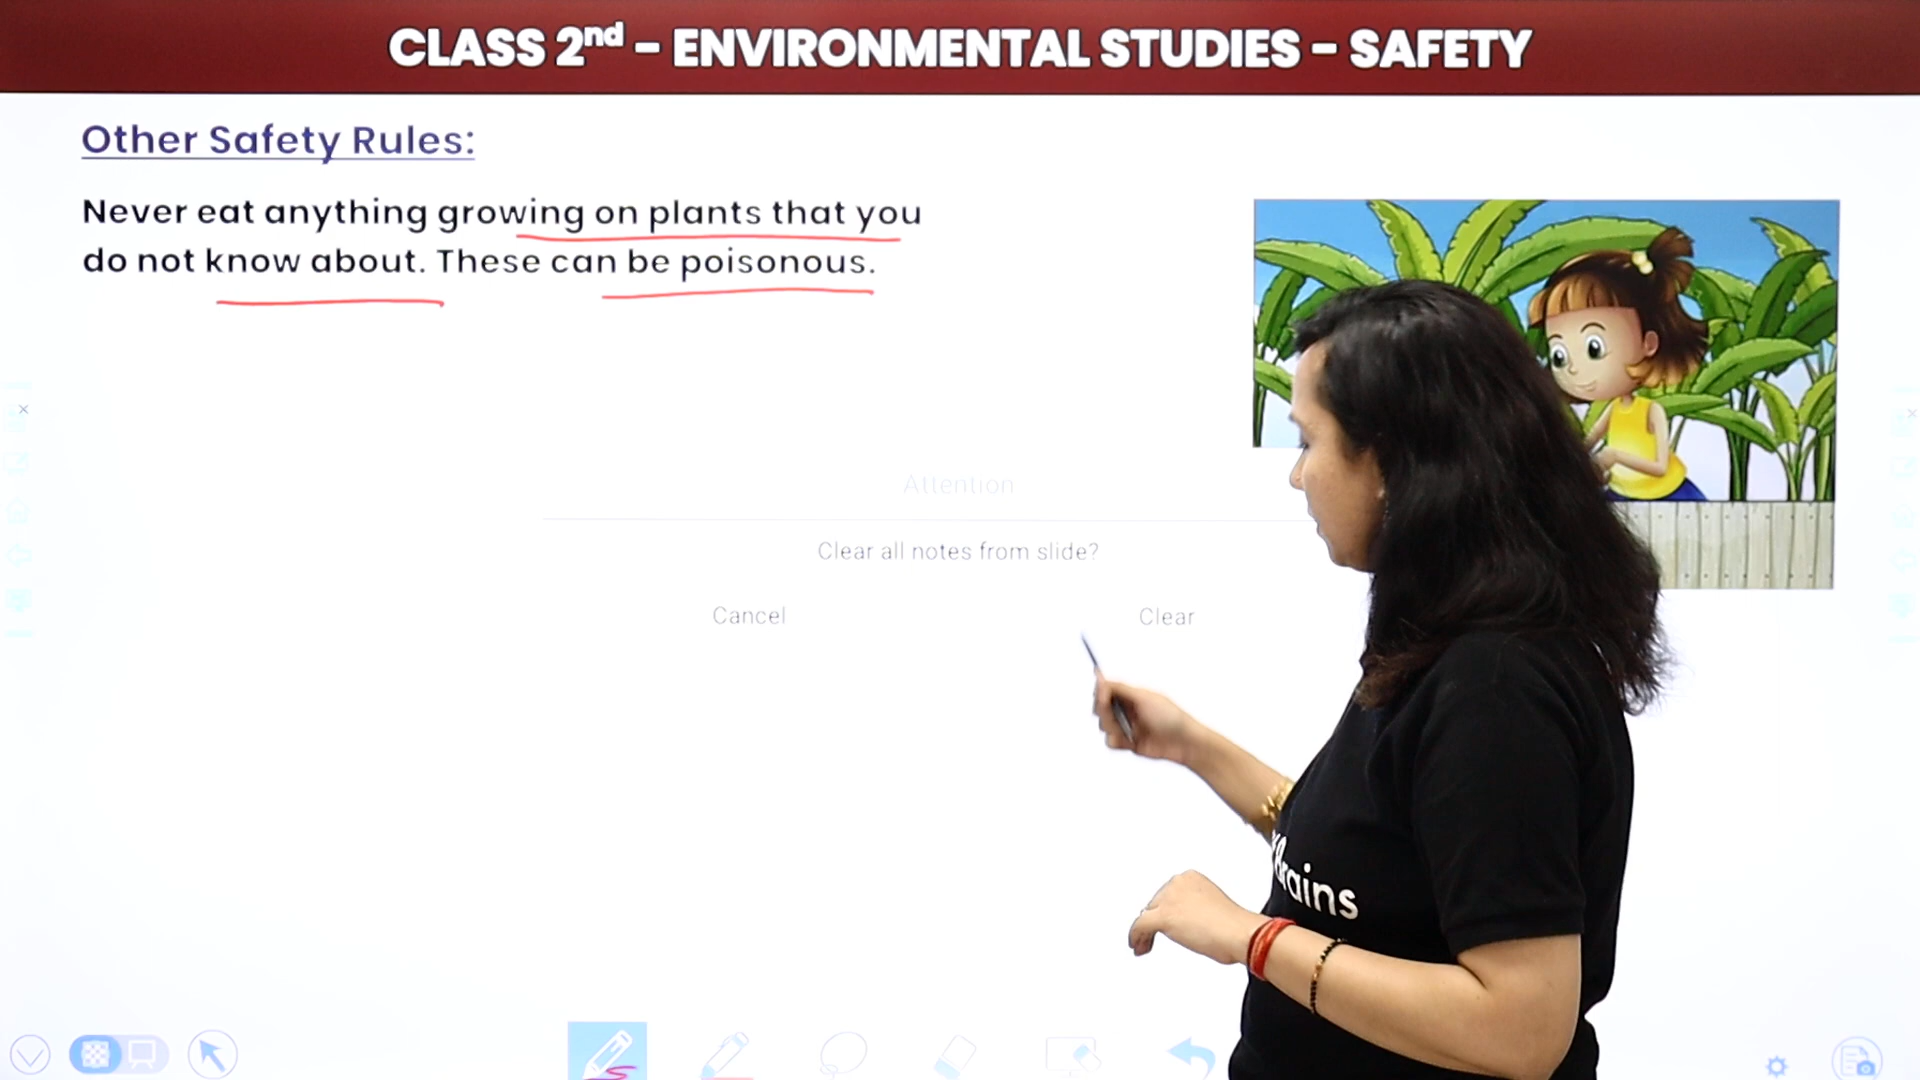 CLASS 2nd - ENVIRONMENTAL STUDIES - SAFETY
Other Safety Rules:
Never eat anything growing on plants that you
do not know about. These can be poisonous.
Attention
Clear all notes from slide?
Cancel
Clear
Brains